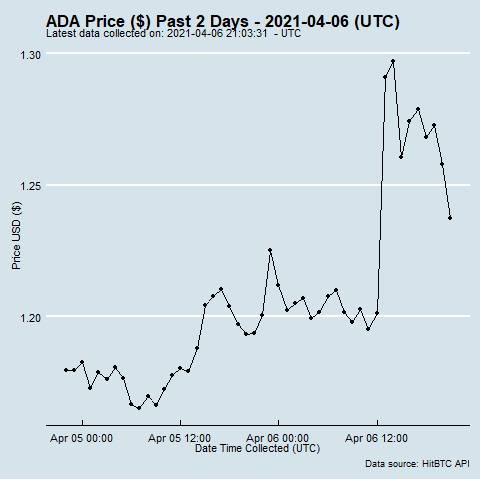 ADA Price ($) Past 2 Days - 2021-04-06 (UTC)
Latest data collected on: 2021-04-06 21:03:31  - UTC
1.30
1.25
1.20
Price USD ($)
Apr 05 00:00
Apr 05 12:00
Apr 06 00:00
Apr 06 12:00
Date Time Collected (UTC)
Data source: HitBTC API